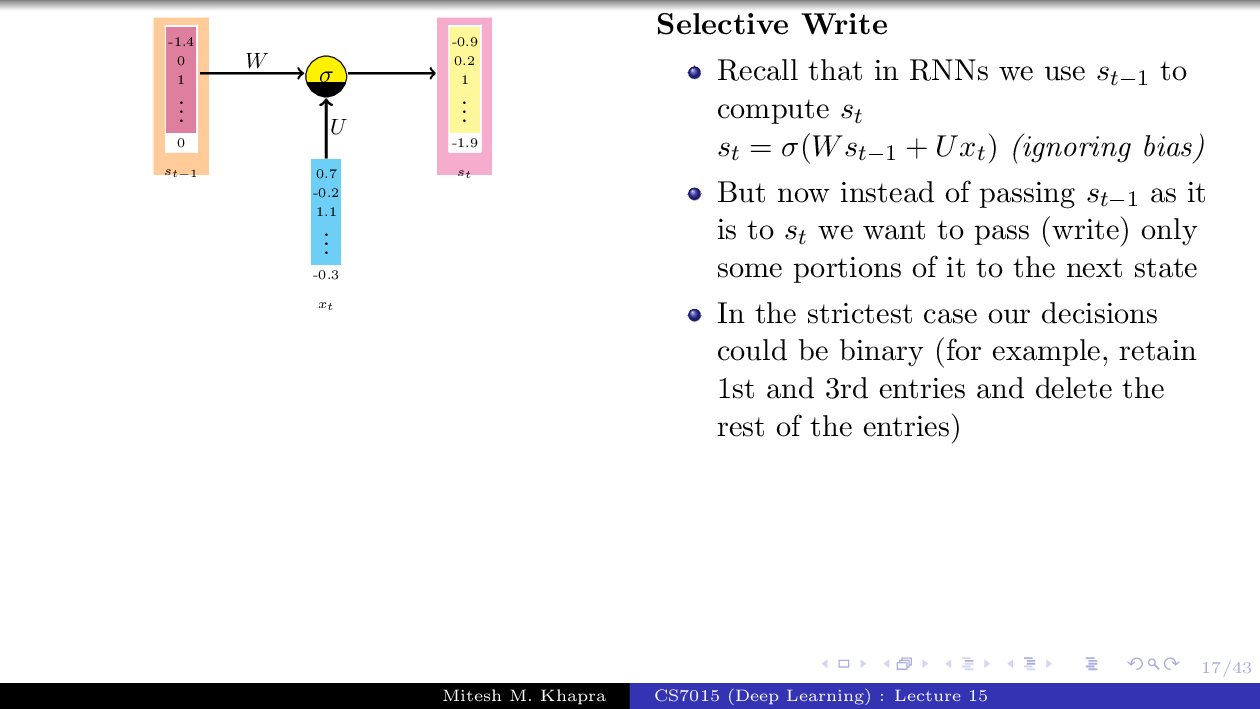 -1.4
0
1
⋮
0
s_{t−1}
W
σ
U
0.7
-0.2
1.1
⋮
-0.3
x_t
-0.9
0.2
1
⋮
-1.9
s_t
Selective Write
Recall that in RNNs we use s_{t−1} to
compute s_t
s_t = σ(Ws_{t−1} + Ux_t) (ignoring bias)
But now instead of passing s_{t−1} as it
is to s_t we want to pass (write) only
some portions of it to the next state
In the strictest case our decisions
could be binary (for example, retain
1st and 3rd entries and delete the
rest of the entries)
17/43
Mitesh M. Khapra
CS7015 (Deep Learning) : Lecture 15